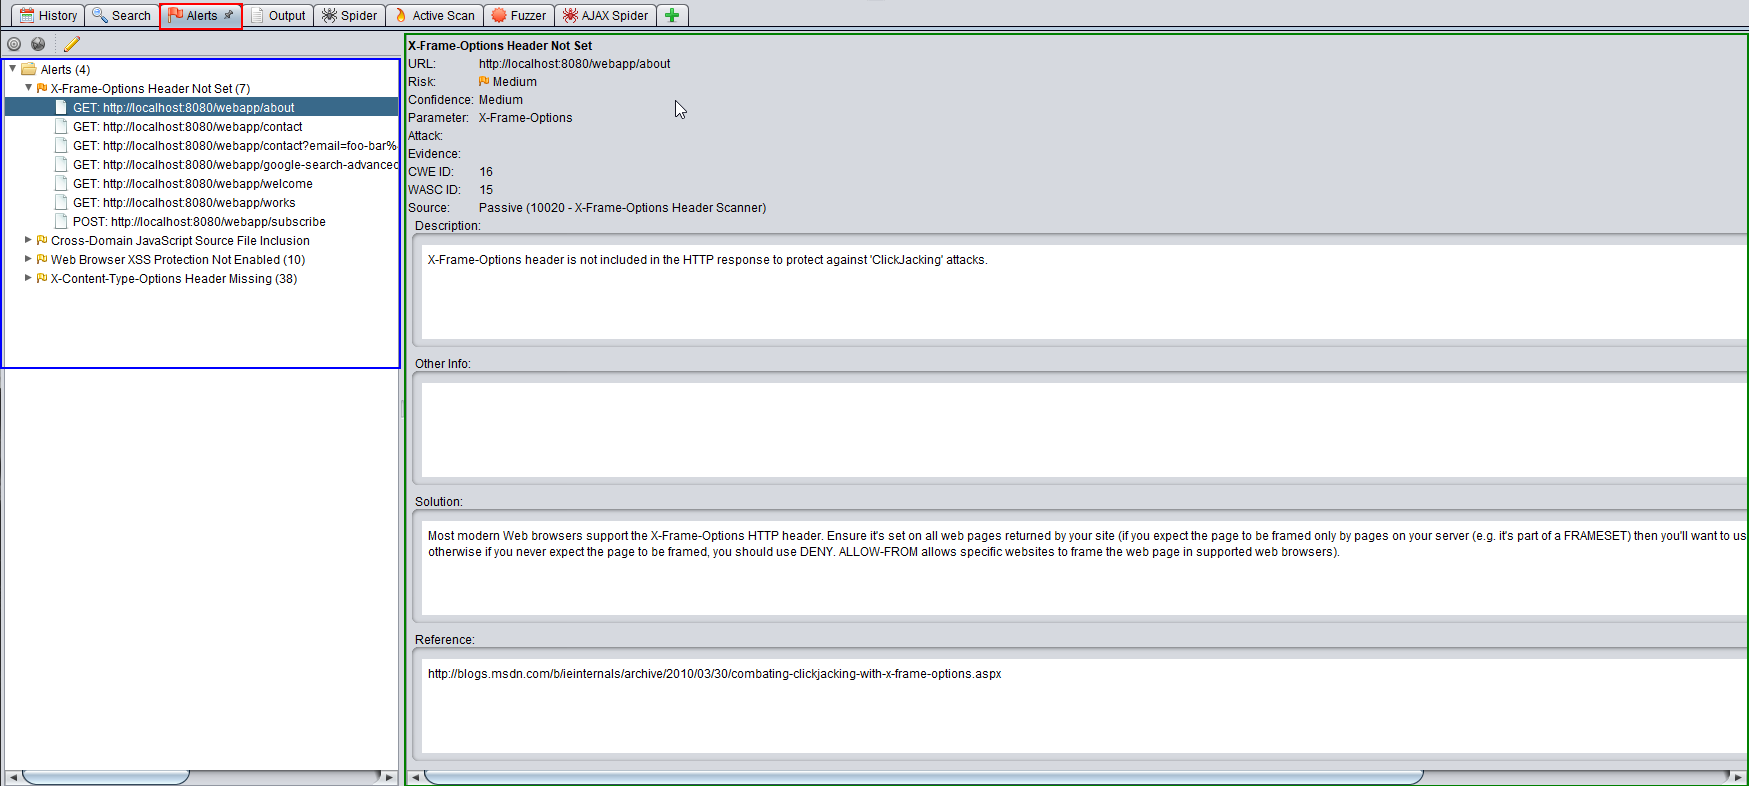 History Search Alerts Output Spider Active Scan Fuzzer AJAX Spider
Alerts (4)
X-Frame-Options Header Not Set (7)
GET: http://localhost:8080/webapp/about
GET: http://localhost:8080/webapp/contact
GET: http://localhost:8080/webapp/contact?email=foo-bar%
GET: http://localhost:8080/webapp/google-search-advanced
GET: http://localhost:8080/webapp/welcome
GET: http://localhost:8080/webapp/works
POST: http://localhost:8080/webapp/subscribe
Cross-Domain JavaScript Source File Inclusion
Web Browser XSS Protection Not Enabled (10)
X-Content-Type-Options Header Missing (38)
X-Frame-Options Header Not Set
URL: http://localhost:8080/webapp/about
Risk: Medium
Confidence: Medium
Parameter: X-Frame-Options
Attack:
Evidence:
CWE ID: 16
WASC ID: 15
Source: Passive (10020 - X-Frame-Options Header Scanner)
Description:
X-Frame-Options header is not included in the HTTP response to protect against 'ClickJacking' attacks.
Other Info:
Solution:
Most modern Web browsers support the X-Frame-Options HTTP header. Ensure it's set on all web pages returned by your site (if you expect the page to be framed only by pages on your server (e.g. it's part of a FRAMESET) then you'll want to us
otherwise if you never expect the page to be framed, you should use DENY. ALLOW-FROM allows specific websites to frame the web page in supported web browsers).
Reference:
http://blogs.msdn.com/b/ieinternals/archive/2010/03/30/combating-clickjacking-with-x-frame-options.aspx